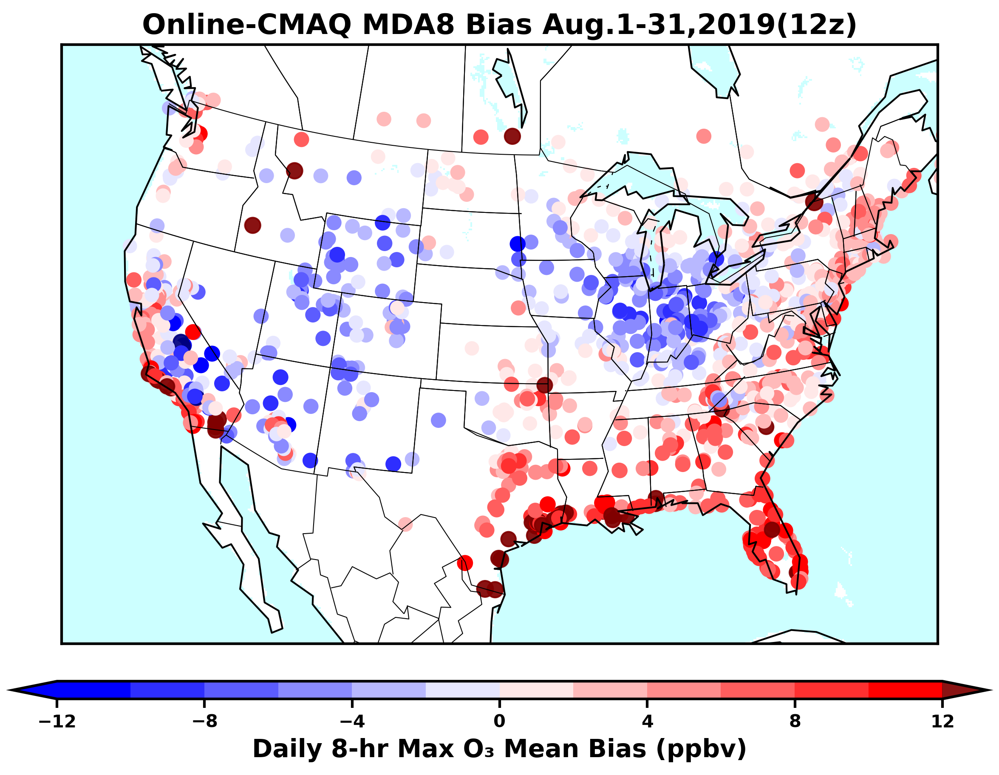 Online-CMAQ MDA8 Bias Aug.1-31,2019(12z)
−12 −8 −4 0 4 8 12
Daily 8-hr Max O₃ Mean Bias (ppbv)